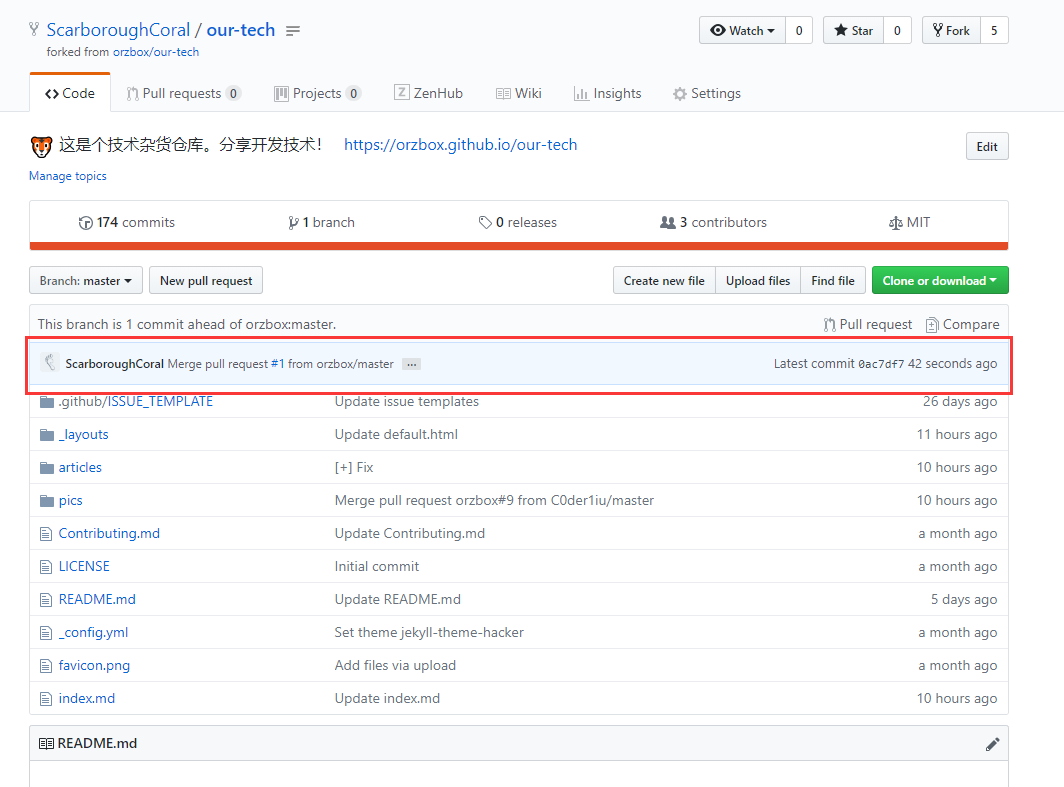 ScarboroughCoral / our-tech
Watch 0 Star 0 Fork 5
forked from orzbox/our-tech
Code Pull requests 0 Projects 0 ZenHub Wiki Insights Settings
这是个技术杂货仓库。分享开发技术! https://orzbox.github.io/our-tech Edit
Manage topics
174 commits 1 branch 0 releases 3 contributors MIT
Branch: master New pull request Create new file Upload files Find file Clone or download
This branch is 1 commit ahead of orzbox:master. Pull request Compare
ScarboroughCoral Merge pull request #1 from orzbox/master ... Latest commit 0ac7df7 42 seconds ago
.github/ISSUE_TEMPLATE Update issue templates 26 days ago
_layouts Update default.html 11 hours ago
articles [+] Fix 10 hours ago
pics Merge pull request orzbox#9 from C0der1iu/master 10 hours ago
Contributing.md Update Contributing.md a month ago
LICENSE Initial commit a month ago
README.md Update README.md 5 days ago
_config.yml Set theme jekyll-theme-hacker a month ago
favicon.png Add files via upload a month ago
index.md Update index.md 10 hours ago
README.md